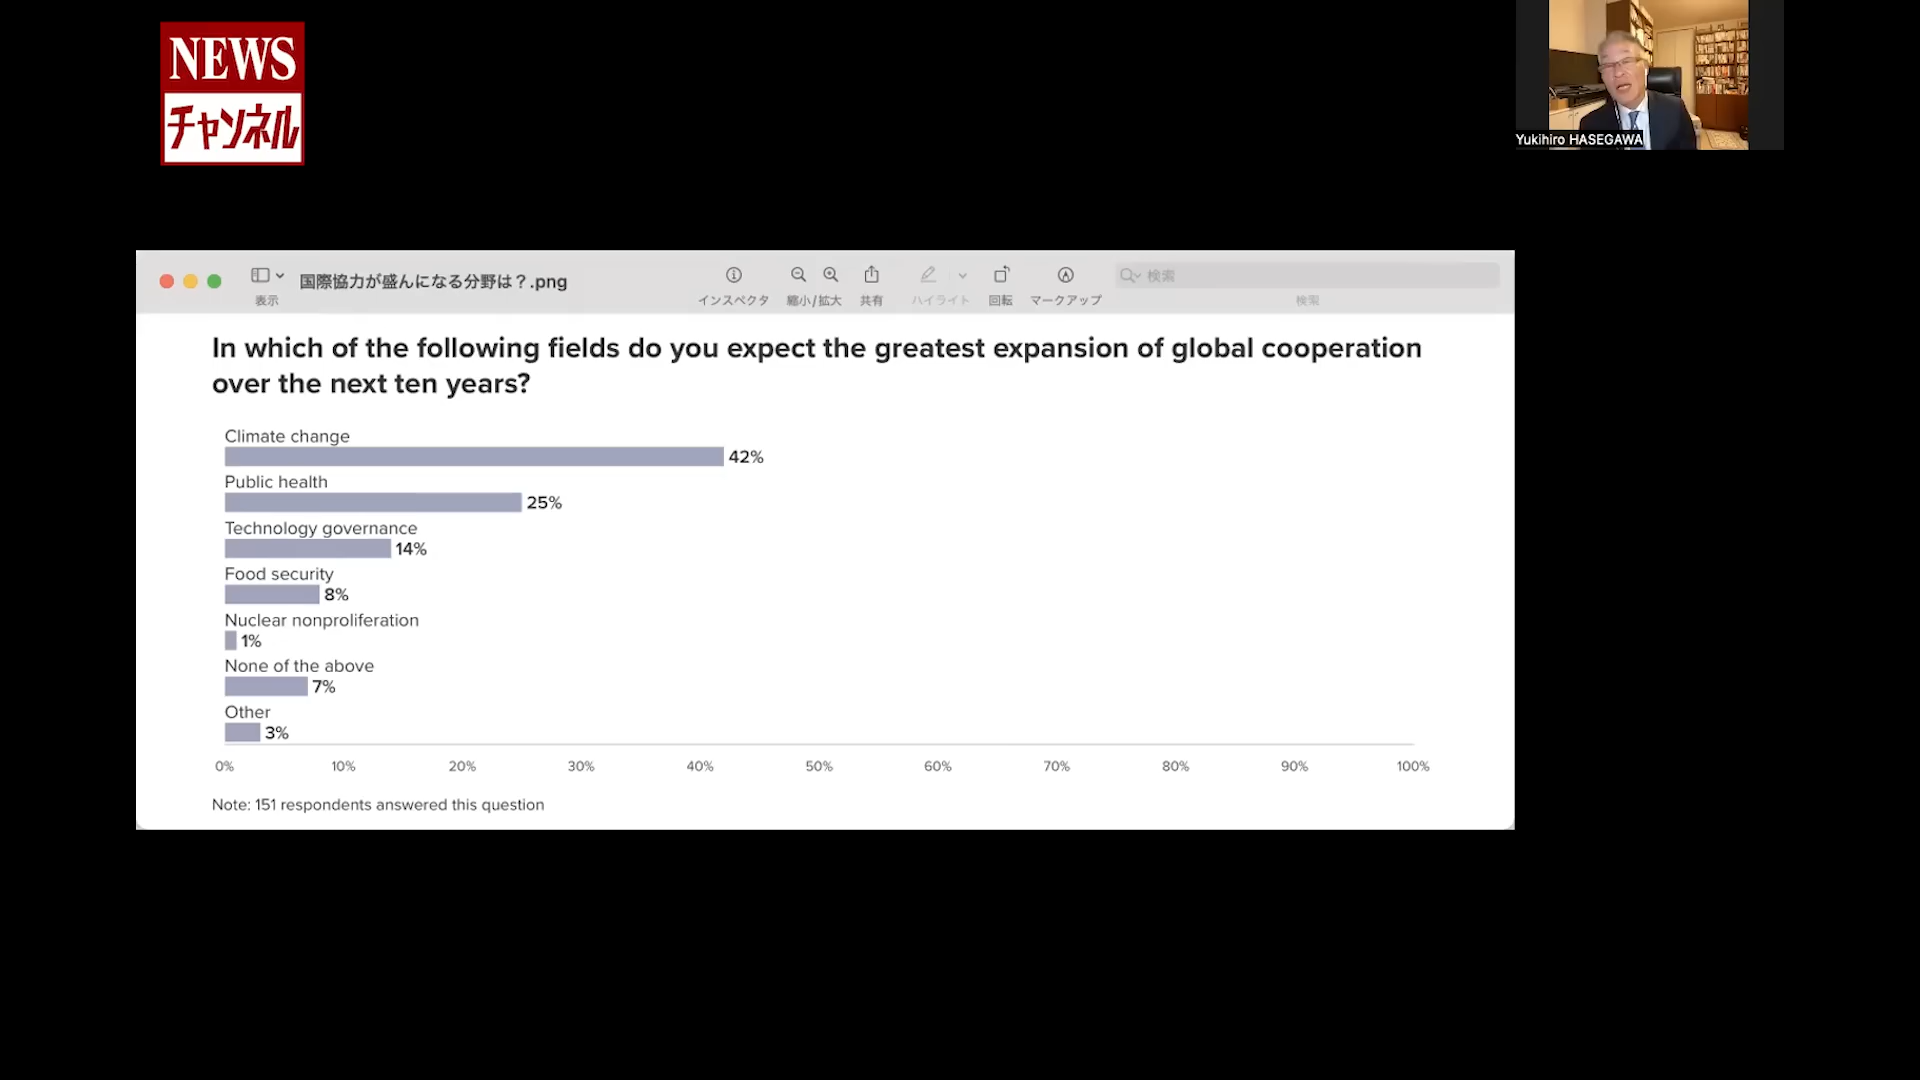 NEWS
チャンネル
Yukihiro HASEGAWA
国際協力が盛んになる分野は？.png
表示
インスペクタ
縮小/拡大
共有
ハイライト
回転
マークアップ
検索
検索
In which of the following fields do you expect the greatest expansion of global cooperation
over the next ten years?
Climate change
42%
Public health
25%
Technology governance
14%
Food security
8%
Nuclear nonproliferation
1%
None of the above
7%
Other
3%
0% 10% 20% 30% 40% 50% 60% 70% 80% 90% 100%
Note: 151 respondents answered this question